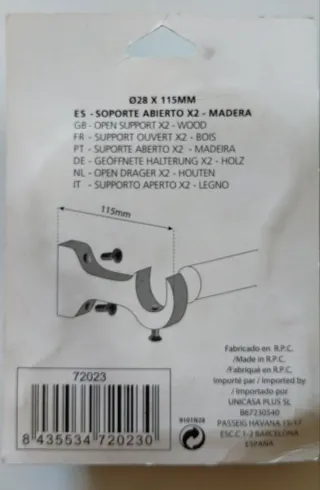 Ø28 X 115MM
ES - SOPORTE ABIERTO X2 - MADERA
GB - OPEN SUPPORT X2 - WOOD
FR - SUPPORT OUVERT X2 - BOIS
PT - SUPORTE ABERTO X2 - MADEIRA
DE - GEÖFFNETE HALTERUNG X2 - HOLZ
NL - OPEN DRAGER X2 - HOUTEN
IT - SUPPORTO APERTO X2 - LEGNO
115mm
72023
8 435534 720230
9101N28
Fabricado en R.P.C.
/Made in R.P.C.
/Fabriqué en R.P.C.
Importé par / Imported by
/ Importado por
UNICASA PLUS SL
B67230540
PASSEIG HAVANA 15/17
ESC.C 1-2 BARCELONA
ESPAÑA